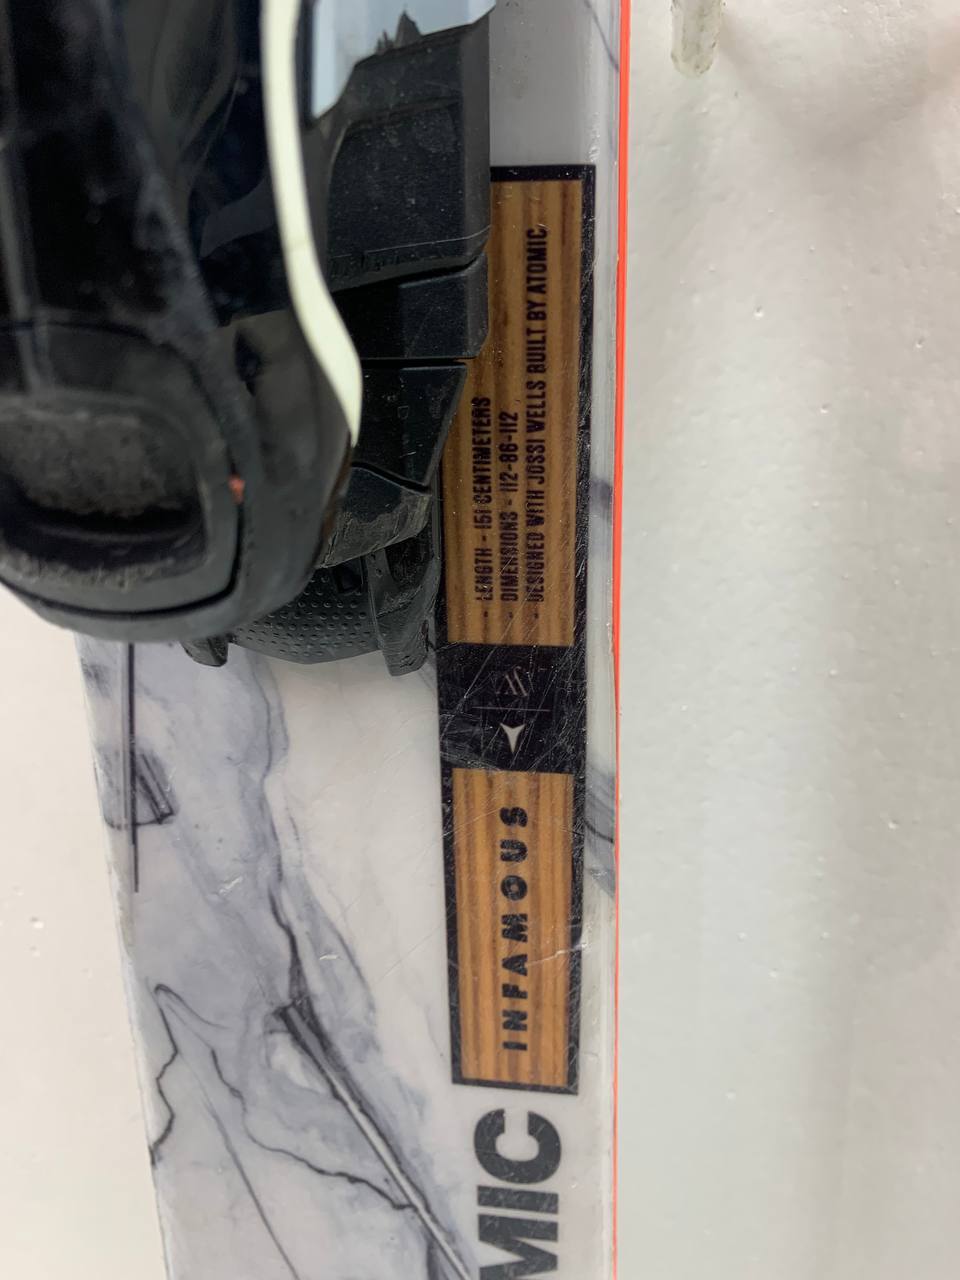 - LENGTH - 151 CENTIMETERS
- DIMENSIONS - 112-86-112
- DESIGNED WITH JOSSI WELLS BUILT BY ATOMIC
INFAMOUS
MIC